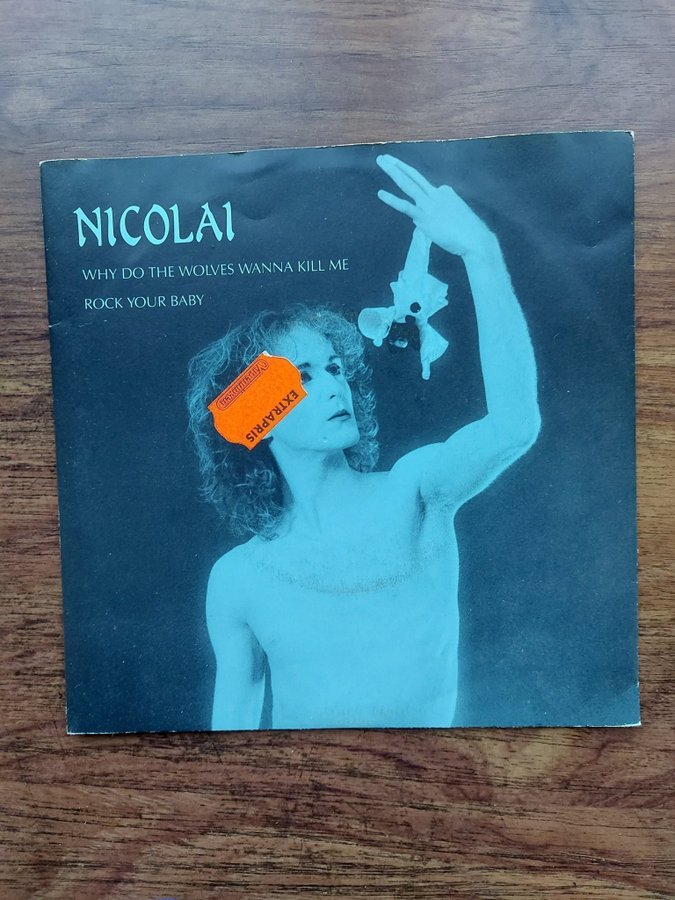 NICOLAI
WHY DO THE WOLVES WANNA KILL ME
ROCK YOUR BABY
EXTRAPRIS